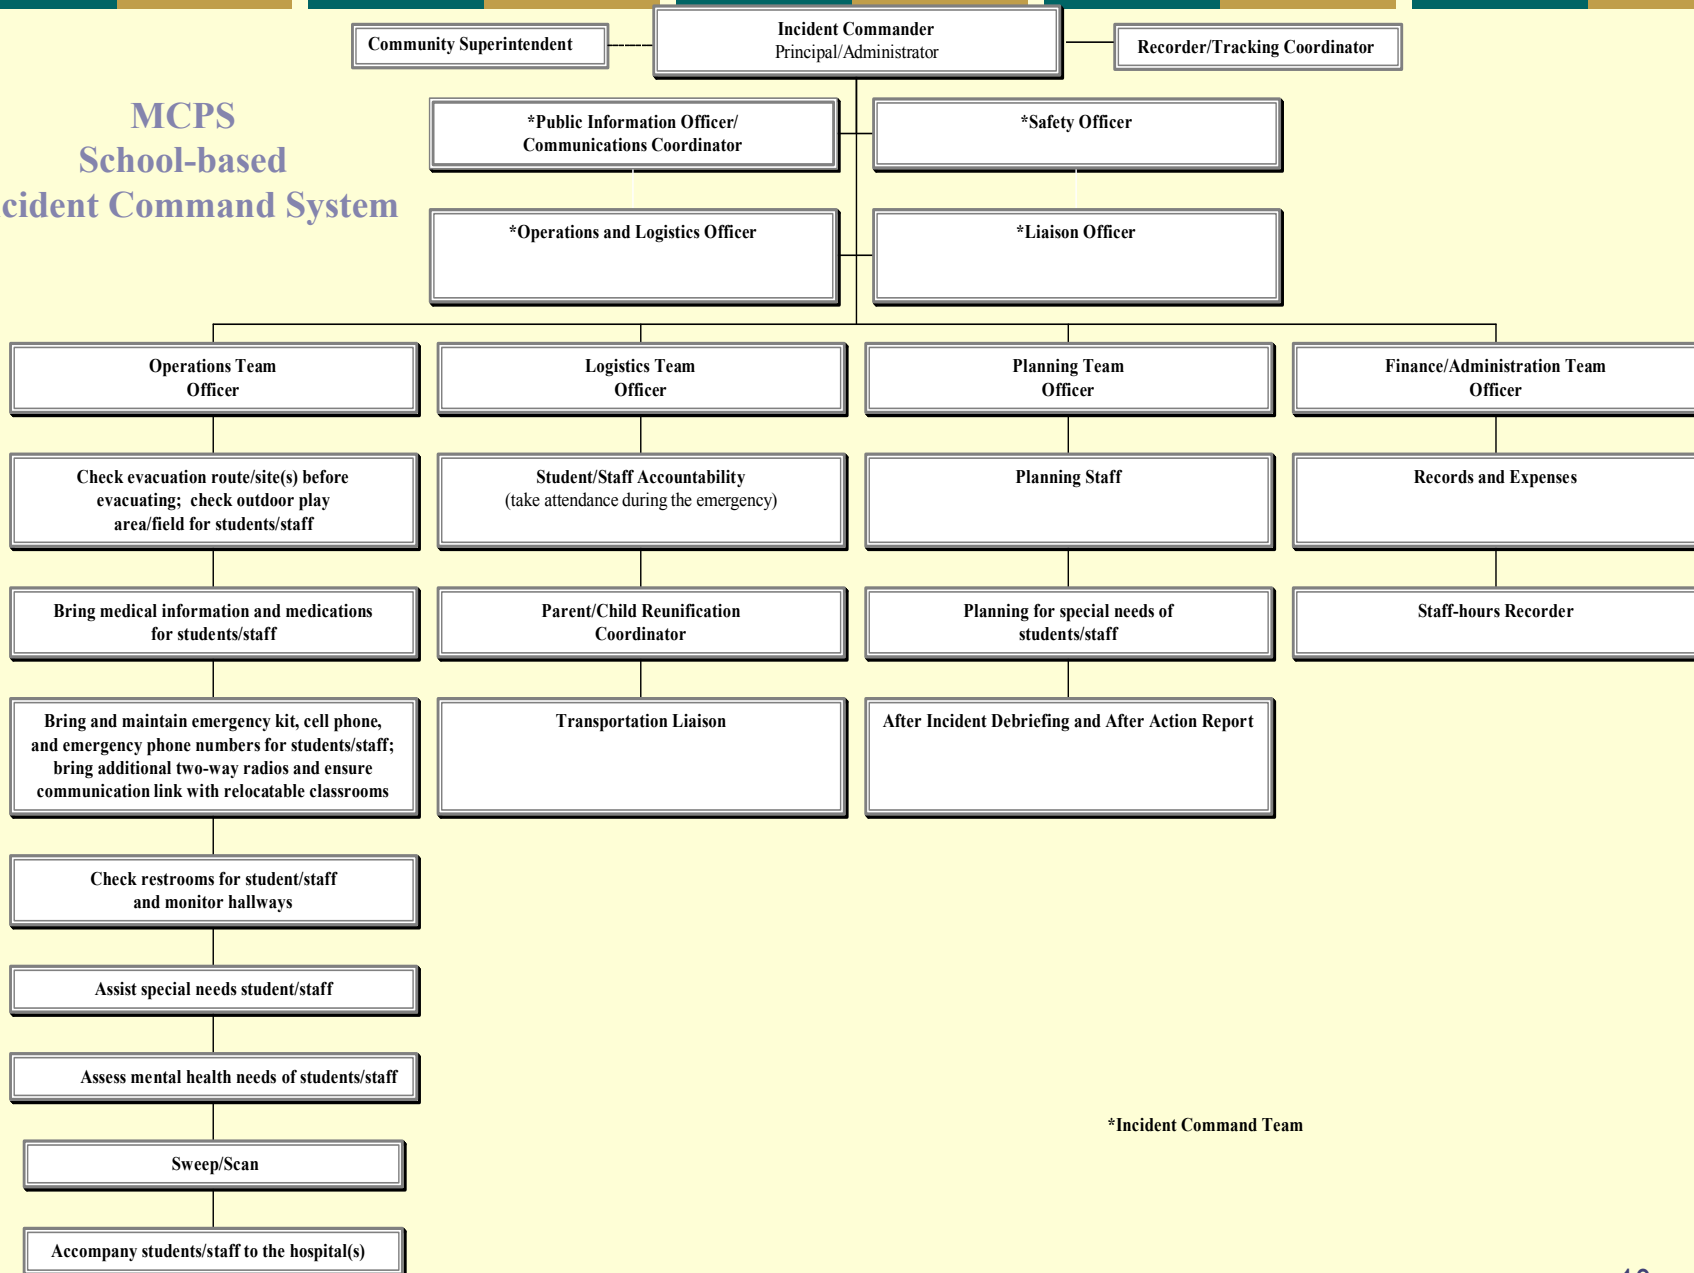 Community Superintendent
Incident Commander
Principal/Administrator
Recorder/Tracking Coordinator
MCPS
School-based
cident Command System
*Public Information Officer/
Communications Coordinator
*Safety Officer
*Operations and Logistics Officer
*Liaison Officer
Operations Team
Officer
Logistics Team
Officer
Planning Team
Officer
Finance/Administration Team
Officer
Check evacuation route/site(s) before
evacuating; check outdoor play
area/field for students/staff
Student/Staff Accountability
(take attendance during the emergency)
Planning Staff
Records and Expenses
Bring medical information and medications
for students/staff
Parent/Child Reunification
Coordinator
Planning for special needs of
students/staff
Staff-hours Recorder
Bring and maintain emergency kit, cell phone,
and emergency phone numbers for students/staff;
bring additional two-way radios and ensure
communication link with relocatable classrooms
Transportation Liaison
After Incident Debriefing and After Action Report
Check restrooms for student/staff
and monitor hallways
Assist special needs student/staff
Assess mental health needs of students/staff
*Incident Command Team
Sweep/Scan
Accompany students/staff to the hospital(s)